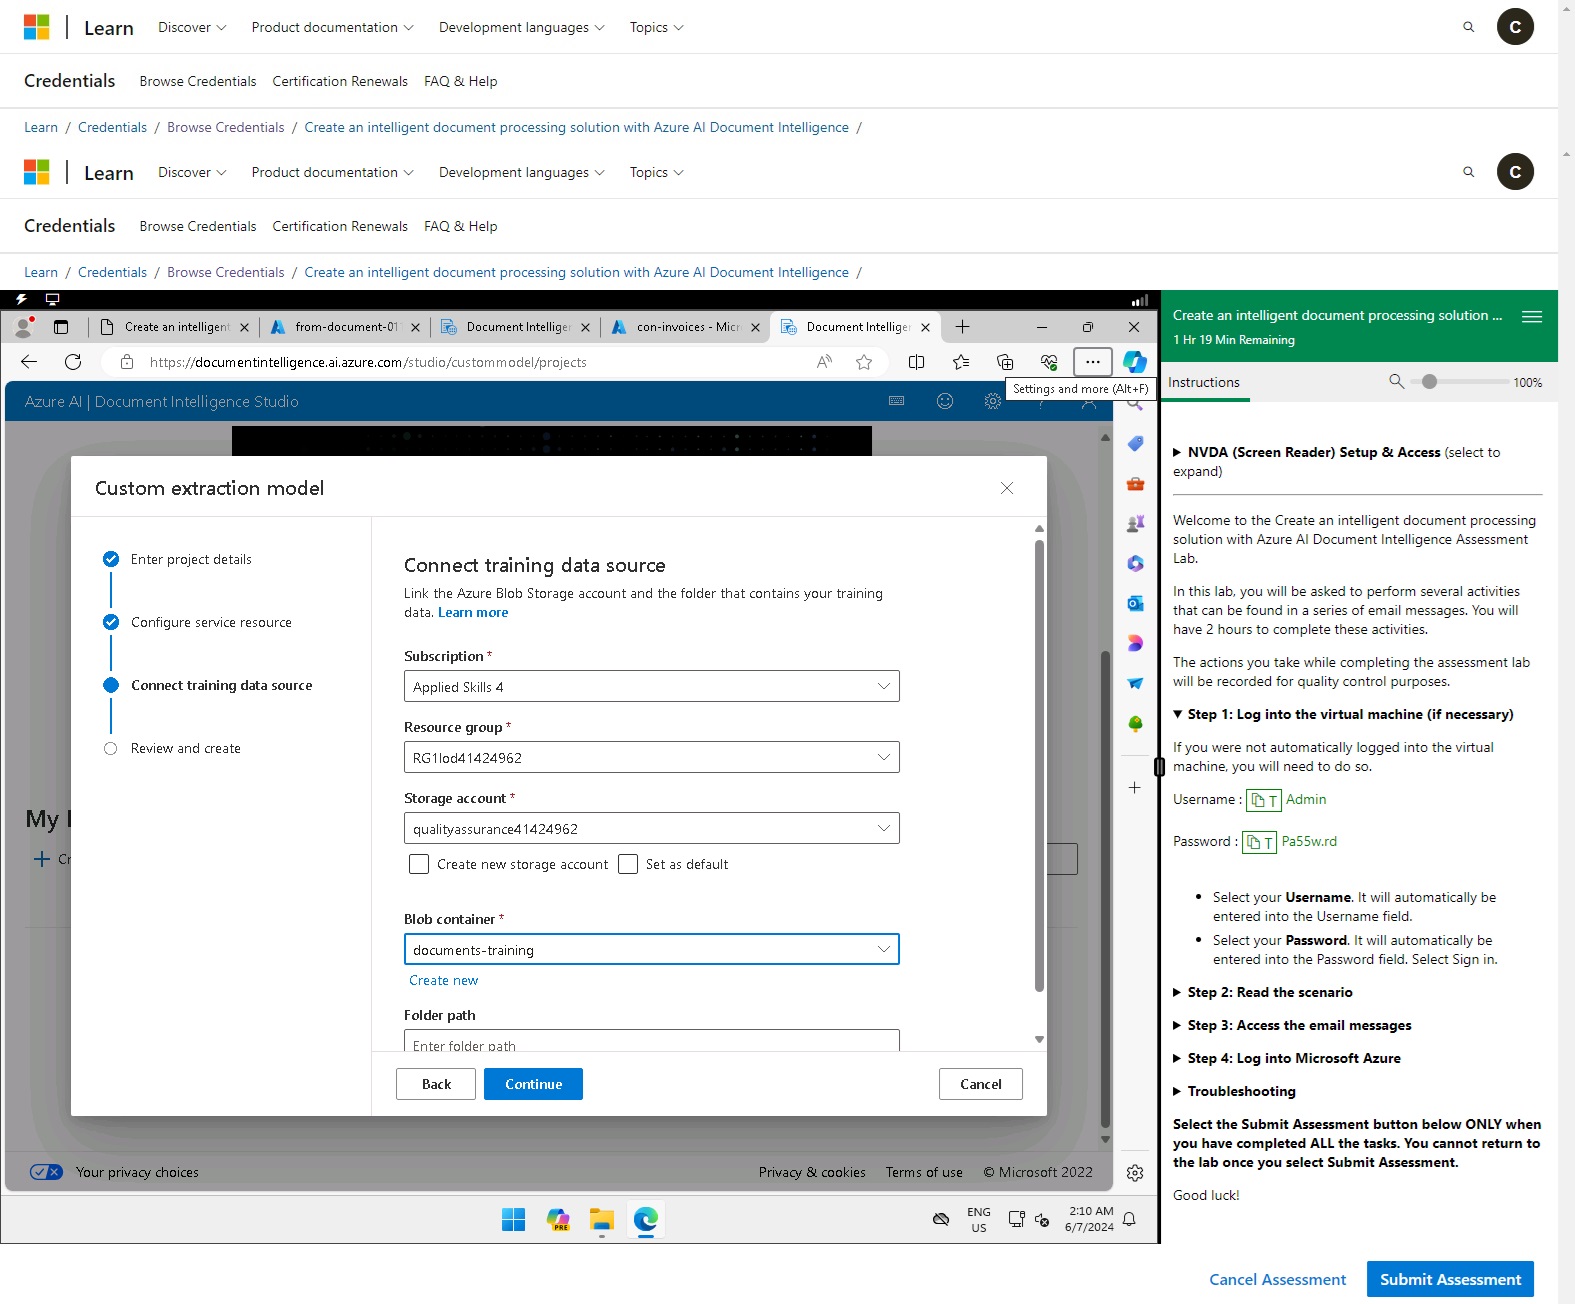 Learn Discover Product documentation Development languages Topics C
Credentials Browse Credentials Certification Renewals FAQ & Help
Learn / Credentials / Browse Credentials / Create an intelligent document processing solution with Azure AI Document Intelligence /
Learn Discover Product documentation Development languages Topics C
Credentials Browse Credentials Certification Renewals FAQ & Help
Learn / Credentials / Browse Credentials / Create an intelligent document processing solution with Azure AI Document Intelligence /
Create an intelligent from-document-01 Document Intelligen con-invoices - Micr Document Intelliger
https://documentintelligence.ai.azure.com/studio/custommodel/projects
Settings and more (Alt+F)
Azure AI | Document Intelligence Studio
Custom extraction model
Enter project details
Configure service resource
Connect training data source
Review and create
Connect training data source
Link the Azure Blob Storage account and the folder that contains your training
data. Learn more
Subscription *
Applied Skills 4
Resource group *
RG1lod41424962
Storage account *
qualityassurance41424962
Create new storage account Set as default
Blob container *
documents-training
Create new
Folder path
Enter folder path
Back Continue Cancel
My
Cr
Your privacy choices Privacy & cookies Terms of use © Microsoft 2022
PRE
ENG
US
2:10 AM
6/7/2024
Create an intelligent document processing solution ...
1 Hr 19 Min Remaining
Instructions 100%
NVDA (Screen Reader) Setup & Access (select to
expand)
Welcome to the Create an intelligent document processing
solution with Azure AI Document Intelligence Assessment
Lab.
In this lab, you will be asked to perform several activities
that can be found in a series of email messages. You will
have 2 hours to complete these activities.
The actions you take while completing the assessment lab
will be recorded for quality control purposes.
Step 1: Log into the virtual machine (if necessary)
If you were not automatically logged into the virtual
machine, you will need to do so.
Username : T Admin
Password : T Pa55w.rd
• Select your Username. It will automatically be
entered into the Username field.
• Select your Password. It will automatically be
entered into the Password field. Select Sign in.
Step 2: Read the scenario
Step 3: Access the email messages
Step 4: Log into Microsoft Azure
Troubleshooting
Select the Submit Assessment button below ONLY when
you have completed ALL the tasks. You cannot return to
the lab once you select Submit Assessment.
Good luck!
Cancel Assessment Submit Assessment